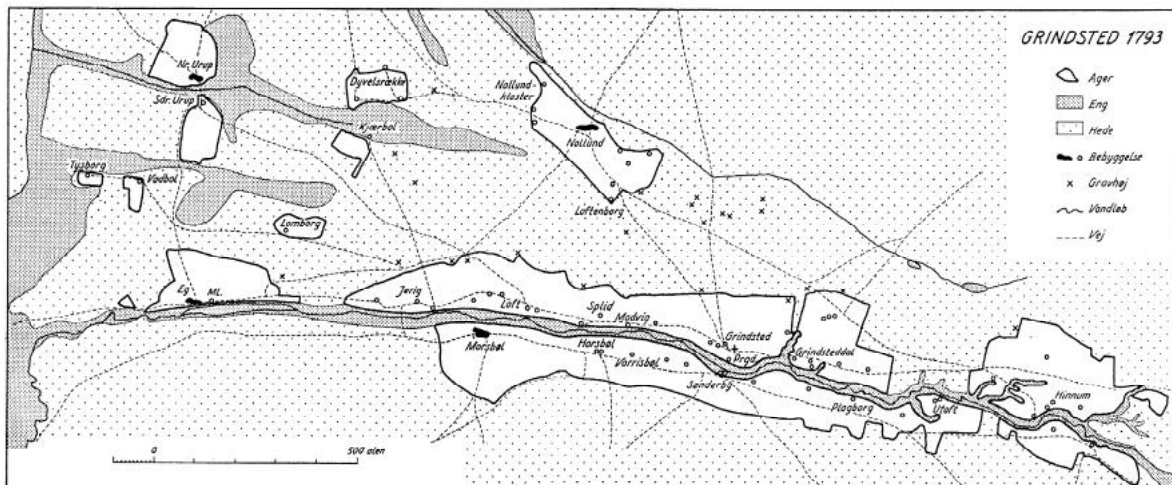 GRINDSTED 1793
Ager
Eng
Hede
Bebyggelse
Gravhøj
Vandløb
Vej
Nr. Urup
Sdr. Urup
Dyvelsrække
Kjærbøl
Nollund-
kloster
Nollund
Loftenborg
Tysborg
Vadbøl
Lomborg
Eg
Ml.
Jerig
Loft
Splid
Modvig
Grindsted
Prgd.
Grindsteddal
Morsbøl
Horsbøl
Vorrisbøl
Sønderby
Plogborg
Utoft
Hinnum
0 500 alen